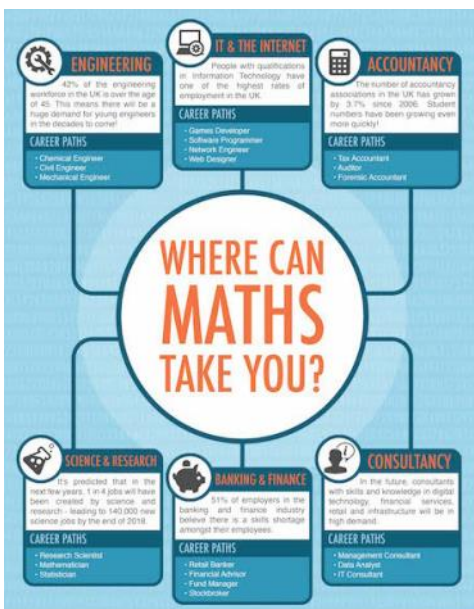 ENGINEERING
42% of the engineering
workforce in the UK is over the age
of 45. This means there will be a
huge demand for young engineers
in the decades to come!
CAREER PATHS
• Chemical Engineer
• Civil Engineer
• Mechanical Engineer
IT & THE INTERNET
People with qualifications
in Information Technology have
one of the highest rates of
employment in the UK.
CAREER PATHS
• Games Developer
• Software Programmer
• Network Engineer
• Web Designer
ACCOUNTANCY
The number of accountancy
associations in the UK has grown
by 3.7% since 2006. Student
numbers have been growing even
more quickly!
CAREER PATHS
• Tax Accountant
• Auditor
• Forensic Accountant
WHERE CAN
MATHS
TAKE YOU?
SCIENCE & RESEARCH
It's predicted that in the
next few years, 1 in 4 jobs will have
been created by science and
research - leading to 140,000 new
science jobs by the end of 2018.
CAREER PATHS
• Research Scientist
• Mathematician
• Statistician
BANKING & FINANCE
51% of employers in the
banking and finance industry
believe there is a skills shortage
amongst their employees.
CAREER PATHS
• Retail Banker
• Financial Advisor
• Fund Manager
• Stockbroker
CONSULTANCY
In the future, consultants
with skills and knowledge in digital
technology, financial services,
retail and infrastructure will be in
high demand.
CAREER PATHS
• Management Consultant
• Data Analyst
• IT Consultant